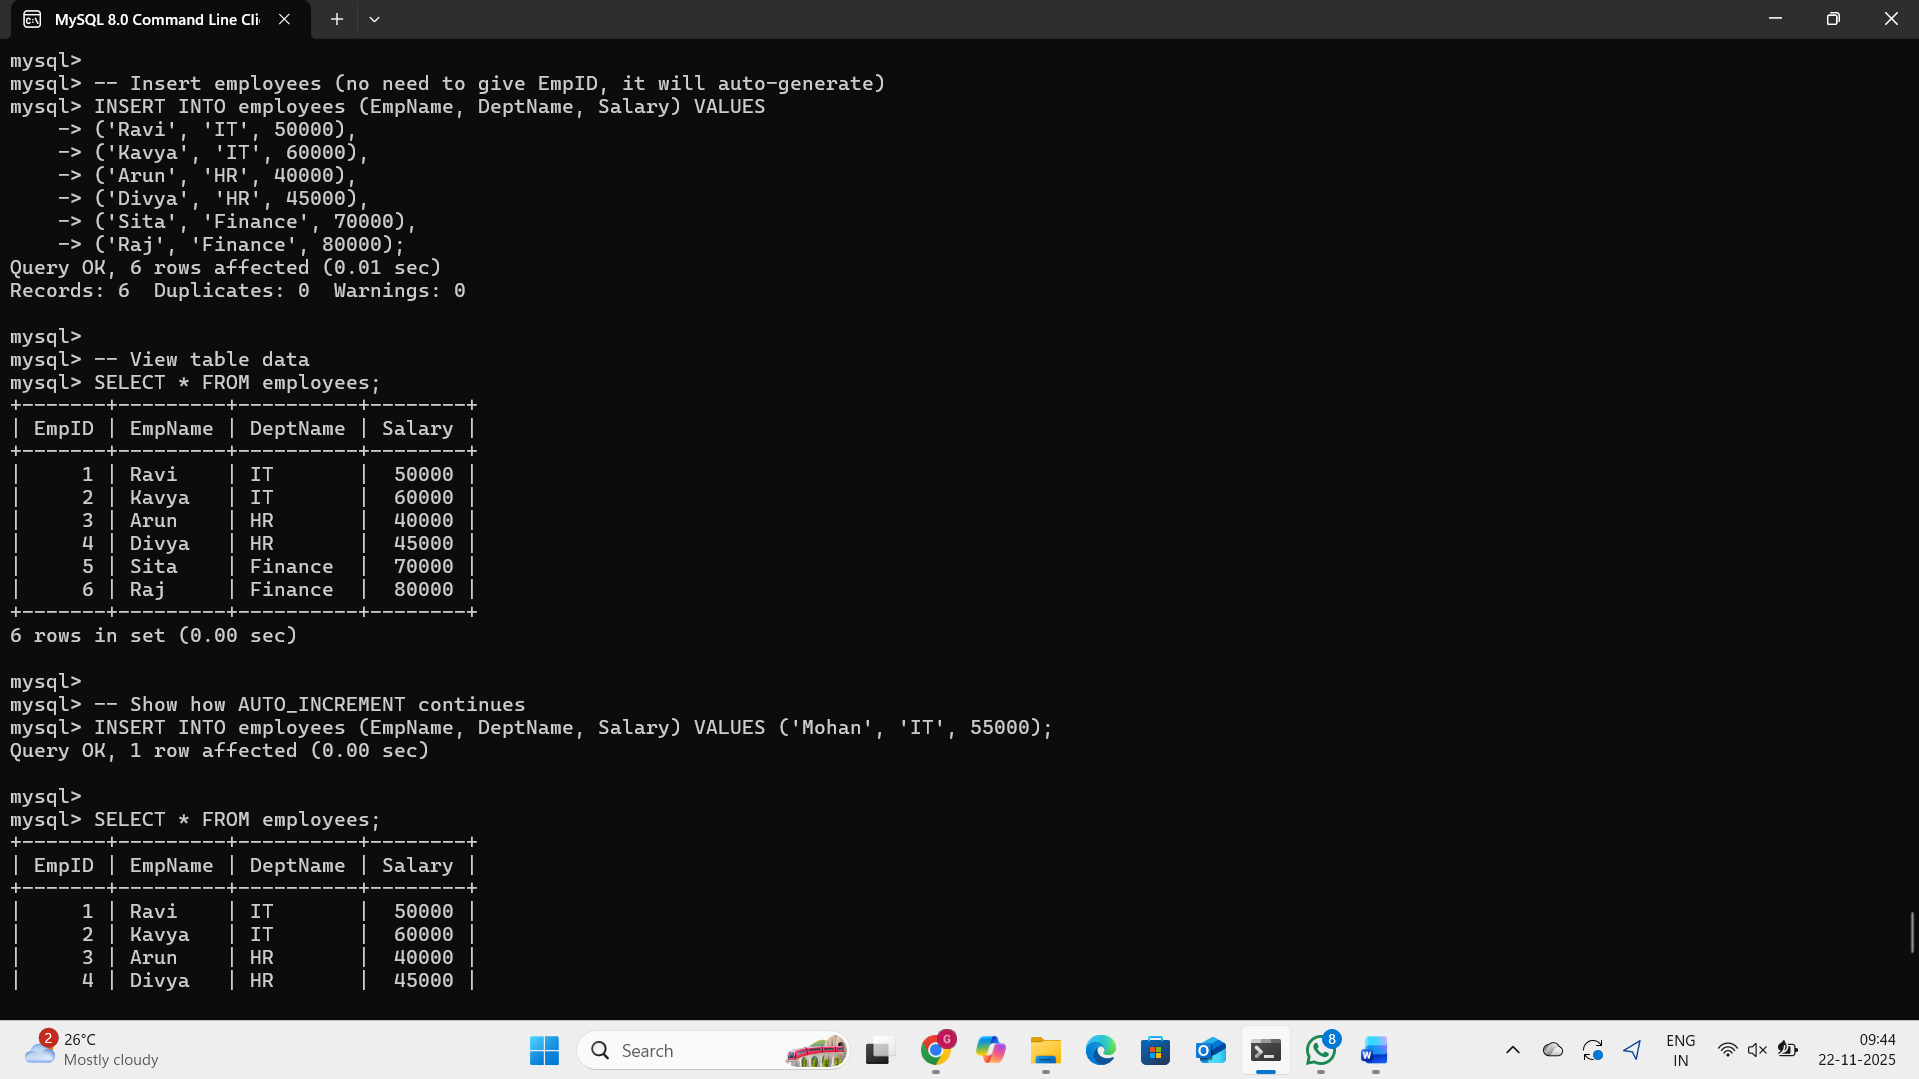 MySQL 8.0 Command Line Cli
mysql>
mysql> -- Insert employees (no need to give EmpID, it will auto-generate)
mysql> INSERT INTO employees (EmpName, DeptName, Salary) VALUES
    -> ('Ravi', 'IT', 50000),
    -> ('Kavya', 'IT', 60000),
    -> ('Arun', 'HR', 40000),
    -> ('Divya', 'HR', 45000),
    -> ('Sita', 'Finance', 70000),
    -> ('Raj', 'Finance', 80000);
Query OK, 6 rows affected (0.01 sec)
Records: 6  Duplicates: 0  Warnings: 0
mysql>
mysql> -- View table data
mysql> SELECT * FROM employees;
+-------+---------+----------+--------+
| EmpID | EmpName | DeptName | Salary |
+-------+---------+----------+--------+
|     1 | Ravi    | IT       |  50000 |
|     2 | Kavya   | IT       |  60000 |
|     3 | Arun    | HR       |  40000 |
|     4 | Divya   | HR       |  45000 |
|     5 | Sita    | Finance  |  70000 |
|     6 | Raj     | Finance  |  80000 |
+-------+---------+----------+--------+
6 rows in set (0.00 sec)
mysql>
mysql> -- Show how AUTO_INCREMENT continues
mysql> INSERT INTO employees (EmpName, DeptName, Salary) VALUES ('Mohan', 'IT', 55000);
Query OK, 1 row affected (0.00 sec)
mysql>
mysql> SELECT * FROM employees;
+-------+---------+----------+--------+
| EmpID | EmpName | DeptName | Salary |
+-------+---------+----------+--------+
|     1 | Ravi    | IT       |  50000 |
|     2 | Kavya   | IT       |  60000 |
|     3 | Arun    | HR       |  40000 |
|     4 | Divya   | HR       |  45000 |
2 26°C
Mostly cloudy
Search
G
8
ENG
IN
09:44
22-11-2025